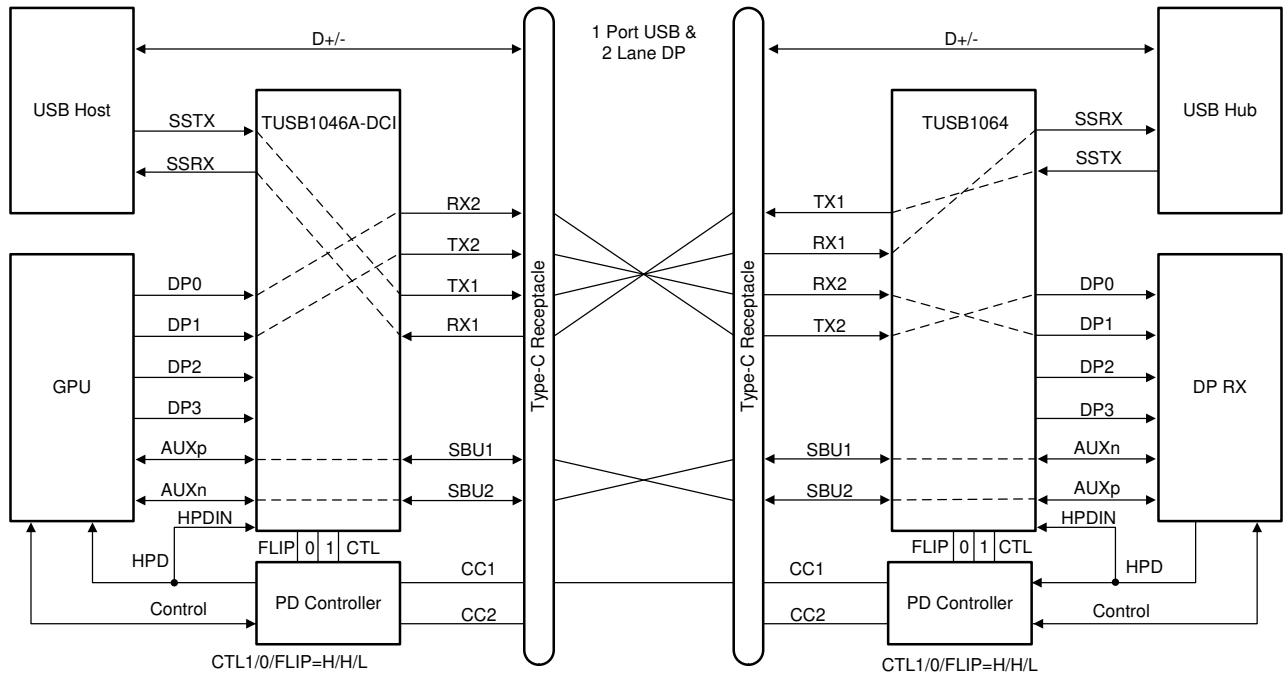 D+/-
1 Port USB &
2 Lane DP
D+/-
USB Host
TUSB1046A-DCI
TUSB1064
USB Hub
SSTX
SSRX
SSRX
SSTX
RX2
TX2
TX1
RX1
TX1
RX1
RX2
TX2
Type-C Receptacle
Type-C Receptacle
GPU
DP0
DP1
DP2
DP3
AUXp
AUXn
HPDIN
SBU1
SBU2
SBU1
SBU2
DP0
DP1
DP2
DP3
AUXn
AUXp
HPDIN
DP RX
FLIP 0 1 CTL
FLIP 0 1 CTL
HPD
Control
PD Controller
CC1
CC2
CC1
CC2
PD Controller
HPD
Control
CTL1/0/FLIP=H/H/L
CTL1/0/FLIP=H/H/L